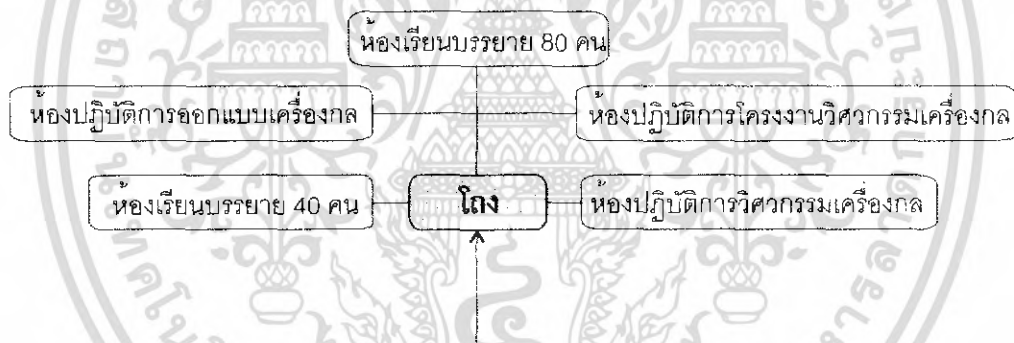 ห้องเรียนบรรยาย 80 คน
ห้องปฏิบัติการออกแบบเครื่องกล
ห้องปฏิบัติการโครงงานวิศวกรรมเครื่องกล
ห้องเรียนบรรยาย 40 คน
โถง
ห้องปฏิบัติการวิศวกรรมเครื่องกล